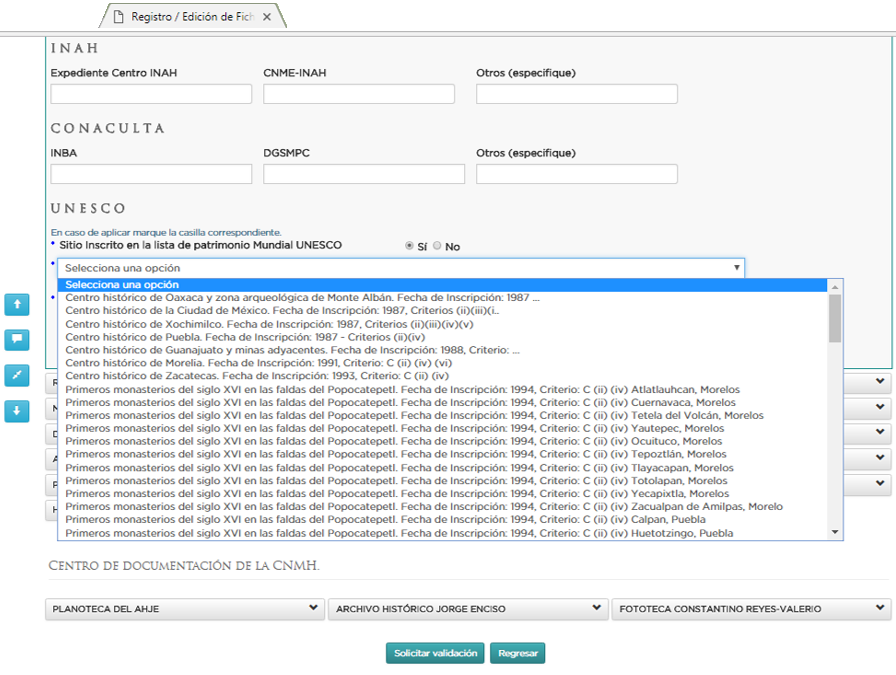 Registro / Edición de Fich
INAH
Expediente Centro INAH
CNME-INAH
Otros (especifique)
CONACULTA
INBA
DGSMPC
Otros (especifique)
UNESCO
En caso de aplicar marque la casilla correspondiente.
* Sitio Inscrito en la lista de patrimonio Mundial UNESCO
Sí
No
Selecciona una opción
Selecciona una opción
Centro histórico de Oaxaca y zona arqueológica de Monte Albán. Fecha de Inscripción: 1987 ...
Centro histórico de la Ciudad de México. Fecha de Inscripción: 1987, Criterios (ii)(iii)(i..
Centro histórico de Xochimilco. Fecha de Inscripción: 1987, Criterios (ii)(iii)(iv)(v)
Centro histórico de Puebla. Fecha de Inscripción: 1987 - Criterios (ii)(iv)
Centro histórico de Guanajuato y minas adyacentes. Fecha de Inscripción: 1988, Criterio: ...
Centro histórico de Morelia. Fecha de Inscripción: 1991, Criterio: C (ii) (iv) (vi)
Centro histórico de Zacatecas. Fecha de Inscripción: 1993, Criterio: C (ii) (iv)
Primeros monasterios del siglo XVI en las faldas del Popocatepetl. Fecha de Inscripción: 1994, Criterio: C (ii) (iv) Atlatlauhcan, Morelos
Primeros monasterios del siglo XVI en las faldas del Popocatepetl. Fecha de Inscripción: 1994, Criterio: C (ii) (iv) Cuernavaca, Morelos
Primeros monasterios del siglo XVI en las faldas del Popocatepetl. Fecha de Inscripción: 1994, Criterio: C (ii) (iv) Tetela del Volcán, Morelos
Primeros monasterios del siglo XVI en las faldas del Popocatepetl. Fecha de Inscripción: 1994, Criterio: C (ii) (iv) Yautepec, Morelos
Primeros monasterios del siglo XVI en las faldas del Popocatepetl. Fecha de Inscripción: 1994, Criterio: C (ii) (iv) Ocuituco, Morelos
Primeros monasterios del siglo XVI en las faldas del Popocatepetl. Fecha de Inscripción: 1994, Criterio: C (ii) (iv) Tepoztlán, Morelos
Primeros monasterios del siglo XVI en las faldas del Popocatepetl. Fecha de Inscripción: 1994, Criterio: C (ii) (iv) Tlayacapan, Morelos
Primeros monasterios del siglo XVI en las faldas del Popocatepetl. Fecha de Inscripción: 1994, Criterio: C (ii) (iv) Totolapan, Morelos
Primeros monasterios del siglo XVI en las faldas del Popocatepetl. Fecha de Inscripción: 1994, Criterio: C (ii) (iv) Yecapixtla, Morelos
Primeros monasterios del siglo XVI en las faldas del Popocatepetl. Fecha de Inscripción: 1994, Criterio: C (ii) (iv) Zacualpan de Amilpas, Morelo
Primeros monasterios del siglo XVI en las faldas del Popocatepetl. Fecha de Inscripción: 1994, Criterio: C (ii) (iv) Calpan, Puebla
Primeros monasterios del siglo XVI en las faldas del Popocatepetl. Fecha de Inscripción: 1994, Criterio: C (ii) (iv) Huetotzingo, Puebla
CENTRO DE DOCUMENTACIÓN DE LA CNMH.
PLANOTECA DEL AHJE
ARCHIVO HISTÓRICO JORGE ENCISO
FOTOTECA CONSTANTINO REYES-VALERIO
Solicitar validación
Regresar